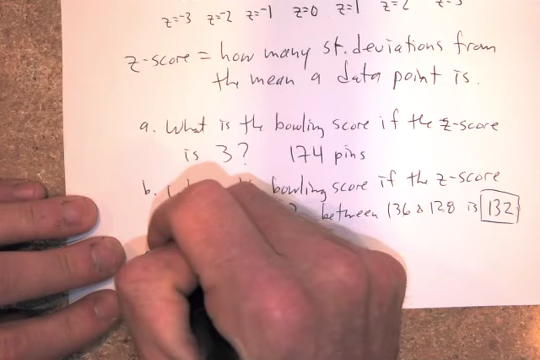 z=-3 z=-2 z=-1 z=0 z=1 z=2 z=3
z-score = how many st. deviations from
the mean a data point is.
a. What is the bowling score if the z-score
is 3? 174 pins
b. bowling score if the z-score
? between 136 & 128 is 132